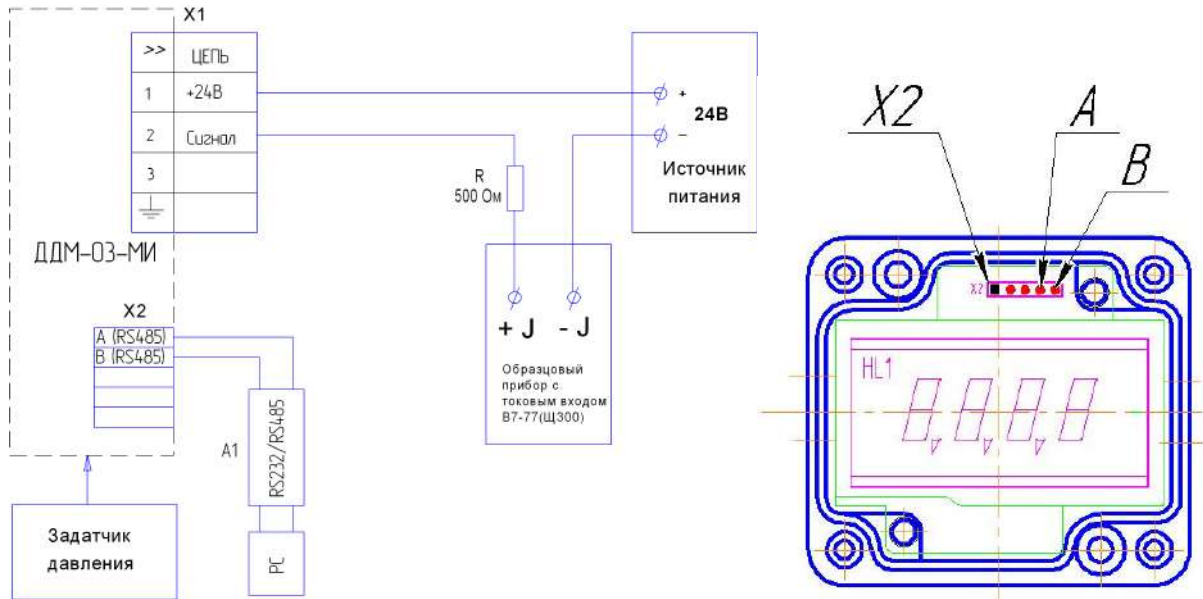 X1
>> ЦЕПЬ
1 +24В
2 Сигнал
3
ДДМ-03-МИ
X2
A (RS485)
B (RS485)
Задатчик
давления
A1
RS232/RS485
PC
R
500 Ом
+ J - J
Образцовый
прибор с
токовым входом
В7-77(Щ300)
+
24В
–
Источник
питания
X2
A
B
X2
HL1